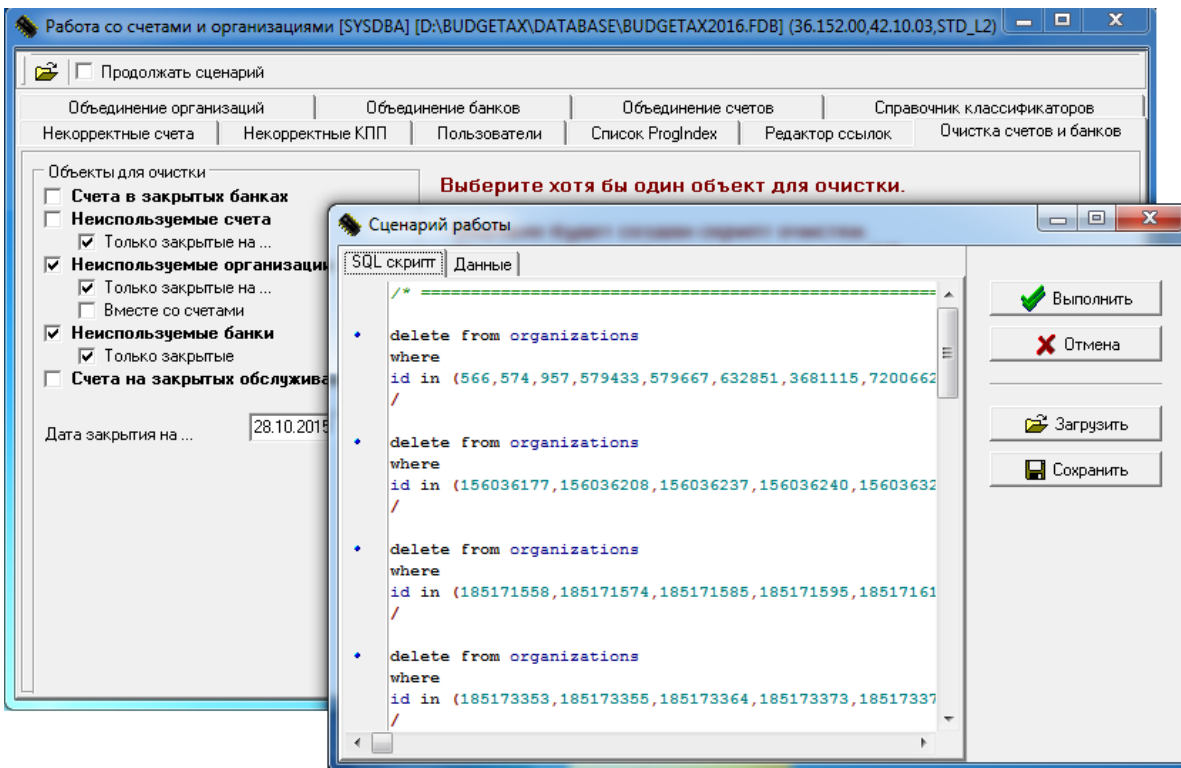 Работа со счетами и организациями [SYSDBA] [D:\BUDGETAX\DATABASE\BUDGETAX2016.FDB] (36.152.00,42.10.03,STD_L2)
Продолжать сценарий
Объединение организаций Объединение банков Объединение счетов Справочник классификаторов
Некорректные счета Некорректные КПП Пользователи Список ProgIndex Редактор ссылок Очистка счетов и банков
Объекты для очистки
Счета в закрытых банках
Неиспользуемые счета
Только закрытые на ...
Неиспользуемые организации
Только закрытые на ...
Вместе со счетами
Неиспользуемые банки
Только закрытые
Счета на закрытых обслужива
Дата закрытия на ... 28.10.2015
Выберите хотя бы один объект для очистки.
Сценарий работы
SQL скрипт Данные
/* ====================================================
delete from organizations
where
id in (566,574,957,579433,579667,632851,3681115,7200662
/
delete from organizations
where
id in (156036177,156036208,156036237,156036240,15603632
/
delete from organizations
where
id in (185171558,185171574,185171585,185171595,18517161
/
delete from organizations
where
id in (185173353,185173355,185173364,185173373,18517337
/
Выполнить
Отмена
Загрузить
Сохранить